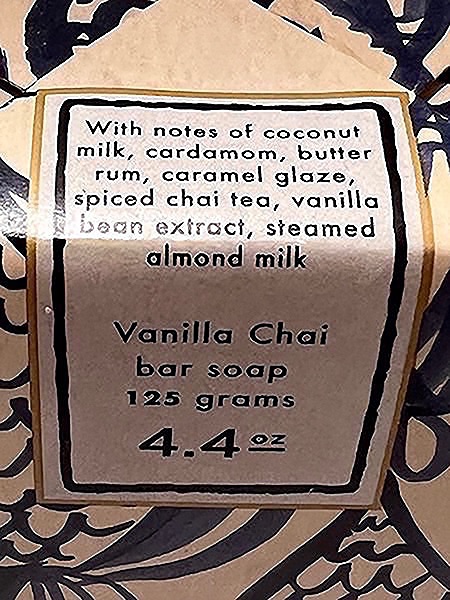 With notes of coconut
milk, cardamom, butter
rum, caramel glaze,
spiced chai tea, vanilla
bean extract, steamed
almond milk
Vanilla Chai
bar soap
125 grams
4.4 oz